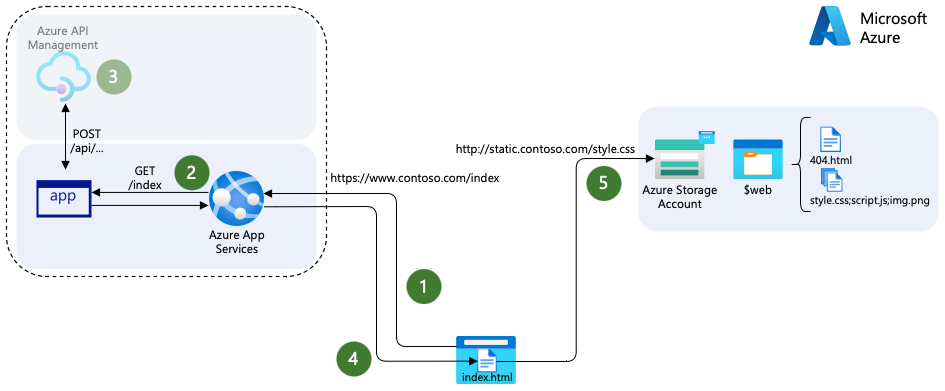 Azure API
Management
3
POST
/api/...
GET
/index
2
app
Azure App
Services
https://www.contoso.com/index
1
4
index.html
http://static.contoso.com/style.css
5
Azure Storage
Account
$web
404.html
style.css;script.js;img.png
Microsoft
Azure